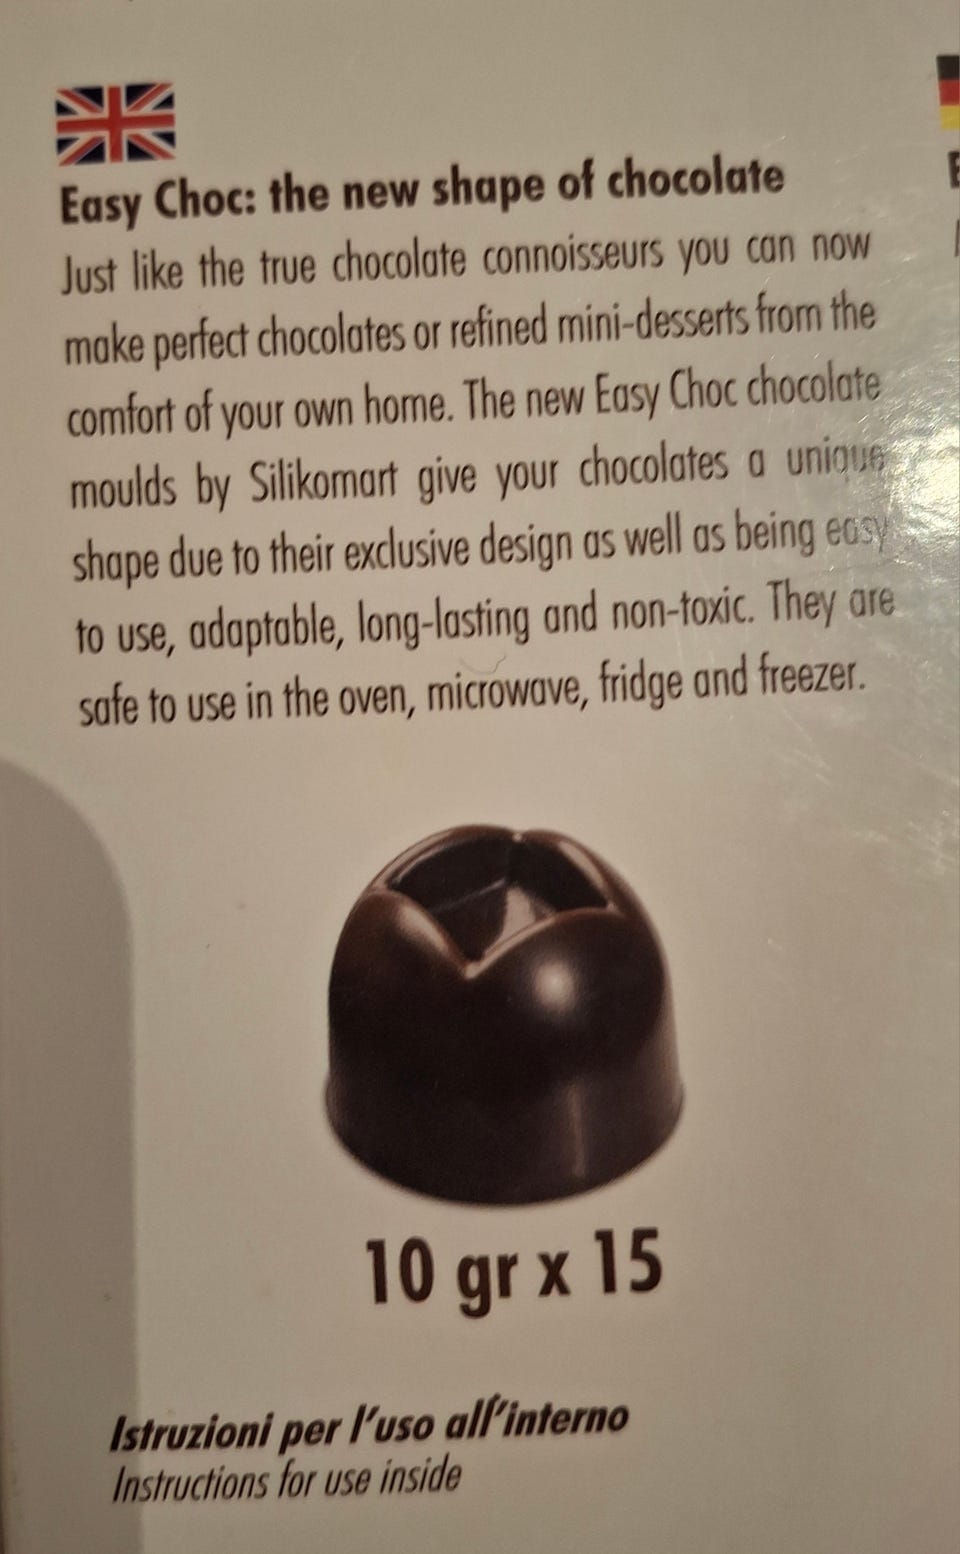 Easy Choc: the new shape of chocolate
Just like the true chocolate connoisseurs you can now
make perfect chocolates or refined mini-desserts from the
comfort of your own home. The new Easy Choc chocolate
moulds by Silikomart give your chocolates a unique
shape due to their exclusive design as well as being easy
to use, adaptable, long-lasting and non-toxic. They are
safe to use in the oven, microwave, fridge and freezer.
10 gr x 15
Istruzioni per l'uso all'interno
Instructions for use inside